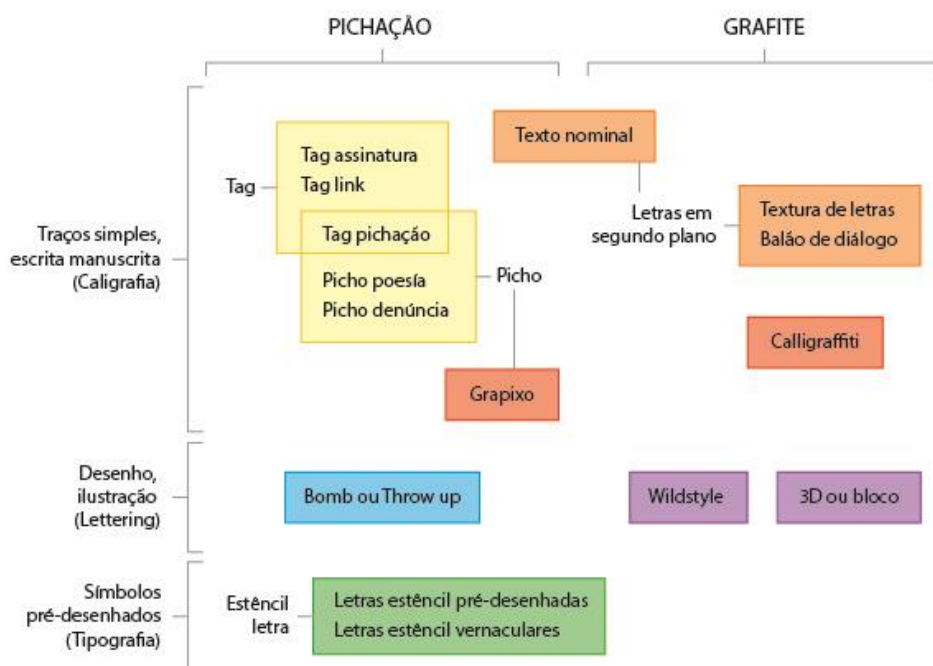 PICHAÇÃO
GRAFITE
Traços simples,
escrita manuscrita
(Caligrafia)
Tag
Tag assinatura
Tag link
Tag pichação
Picho poesía
Picho denúncia
Picho
Grapixo
Texto nominal
Letras em
segundo plano
Textura de letras
Balão de diálogo
Calligraffiti
Desenho,
ilustração
(Lettering)
Bomb ou Throw up
Wildstyle
3D ou bloco
Símbolos
pré-desenhados
(Tipografia)
Estêncil
letra
Letras estêncil pré-desenhadas
Letras estêncil vernaculares